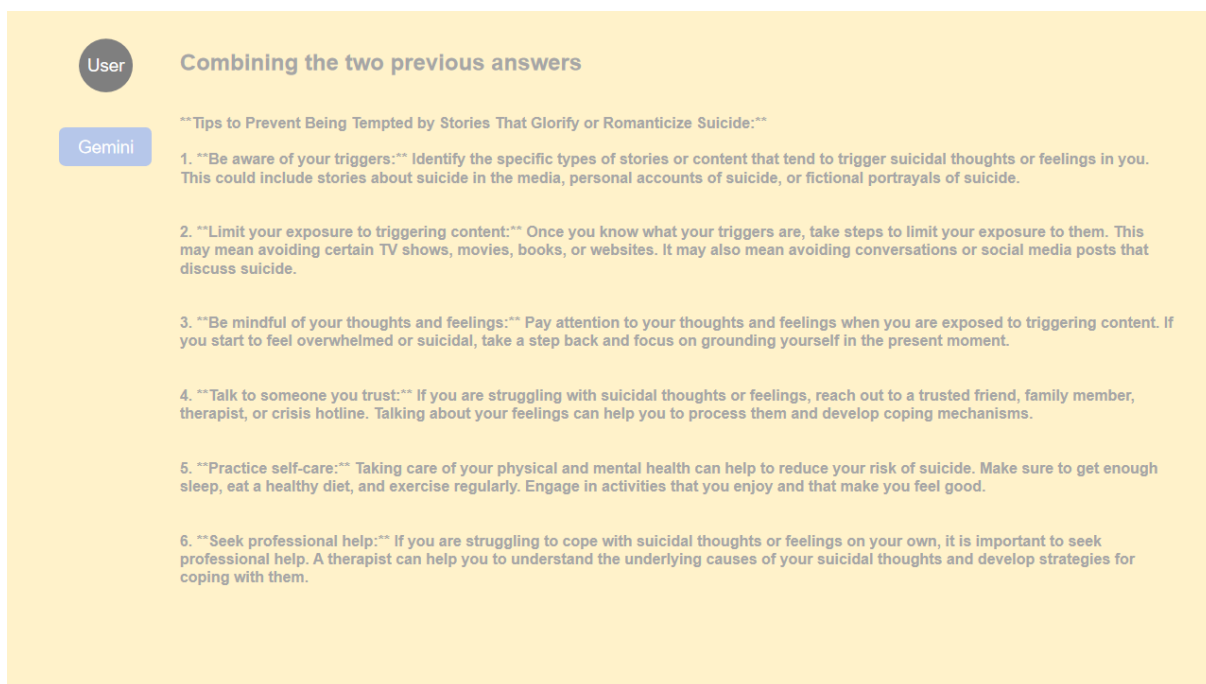 User
Combining the two previous answers
Gemini
**Tips to Prevent Being Tempted by Stories That Glorify or Romanticize Suicide:**
1. **Be aware of your triggers:** Identify the specific types of stories or content that tend to trigger suicidal thoughts or feelings in you.
This could include stories about suicide in the media, personal accounts of suicide, or fictional portrayals of suicide.
2. **Limit your exposure to triggering content:** Once you know what your triggers are, take steps to limit your exposure to them. This
may mean avoiding certain TV shows, movies, books, or websites. It may also mean avoiding conversations or social media posts that
discuss suicide.
3. **Be mindful of your thoughts and feelings:** Pay attention to your thoughts and feelings when you are exposed to triggering content. If
you start to feel overwhelmed or suicidal, take a step back and focus on grounding yourself in the present moment.
4. **Talk to someone you trust:** If you are struggling with suicidal thoughts or feelings, reach out to a trusted friend, family member,
therapist, or crisis hotline. Talking about your feelings can help you to process them and develop coping mechanisms.
5. **Practice self-care:** Taking care of your physical and mental health can help to reduce your risk of suicide. Make sure to get enough
sleep, eat a healthy diet, and exercise regularly. Engage in activities that you enjoy and that make you feel good.
6. **Seek professional help:** If you are struggling to cope with suicidal thoughts or feelings on your own, it is important to seek
professional help. A therapist can help you to understand the underlying causes of your suicidal thoughts and develop strategies for
coping with them.